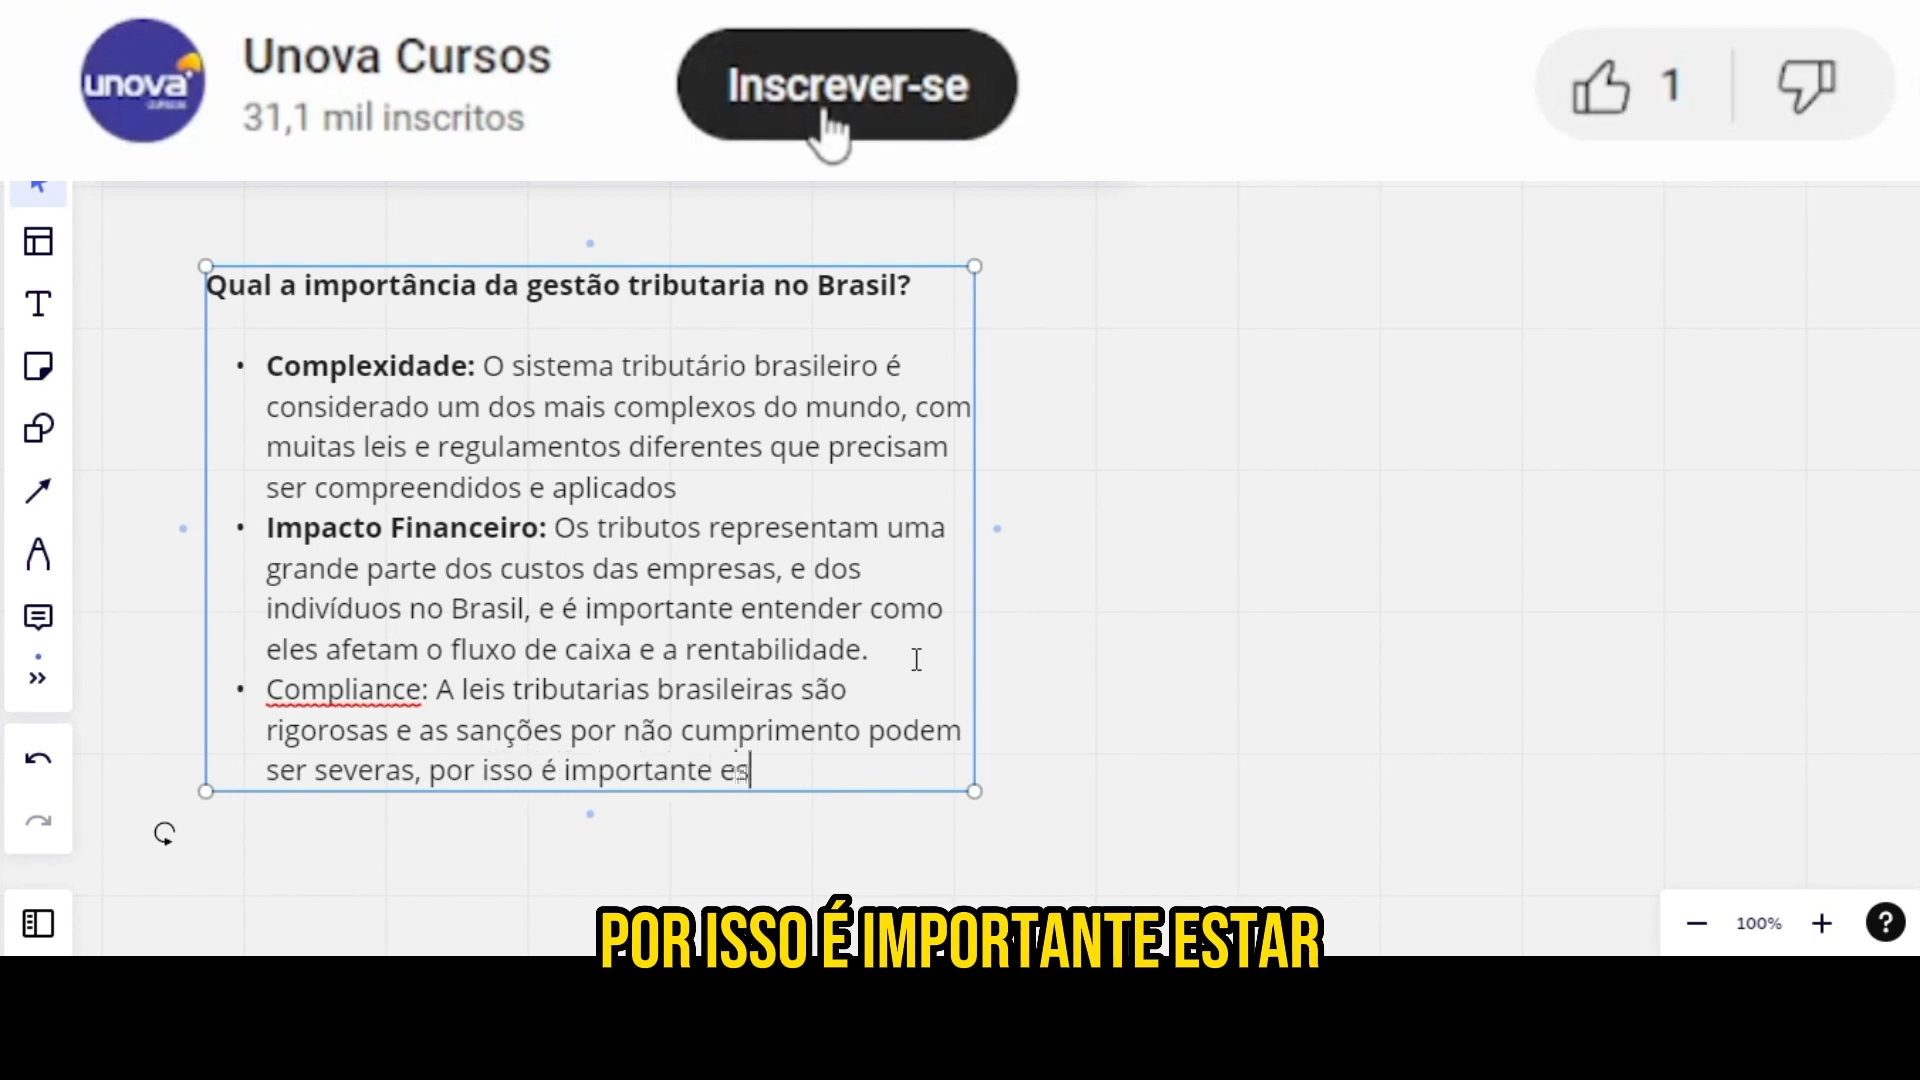 unova
cursos
Unova Cursos
31,1 mil inscritos
Inscrever-se
1
Qual a importância da gestão tributaria no Brasil?
• Complexidade: O sistema tributário brasileiro é
considerado um dos mais complexos do mundo, com
muitas leis e regulamentos diferentes que precisam
ser compreendidos e aplicados
• Impacto Financeiro: Os tributos representam uma
grande parte dos custos das empresas, e dos
indivíduos no Brasil, e é importante entender como
eles afetam o fluxo de caixa e a rentabilidade.
• Compliance: A leis tributarias brasileiras são
rigorosas e as sanções por não cumprimento podem
ser severas, por isso é importante es
100%
POR ISSO É IMPORTANTE ESTAR